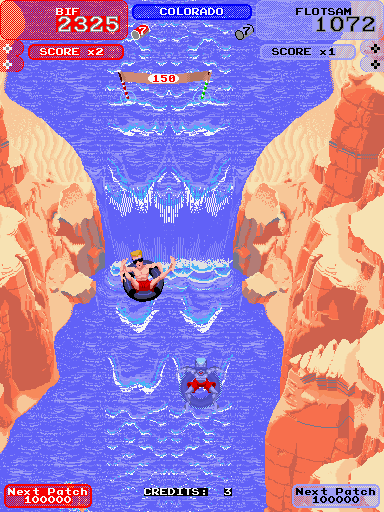 BIF
2325
COLORADO
FLOTSAM
1072
?
?
SCORE x2
SCORE x1
150
Next Patch
100000
CREDITS: 3
Next Patch
100000